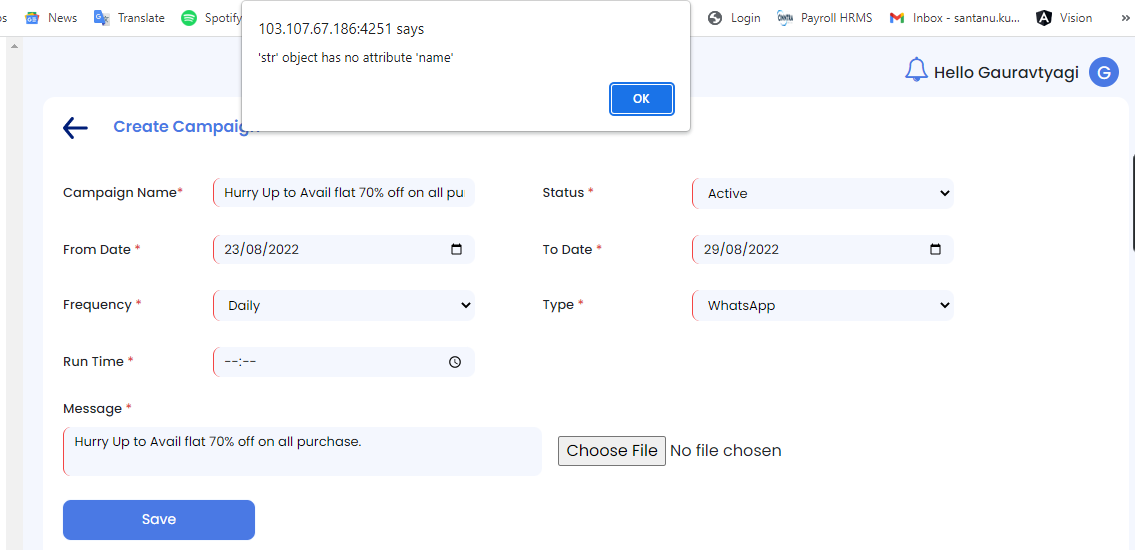 News Translate Spotify Login Payroll HRMS Inbox - santanu.ku... Vision »
103.107.67.186:4251 says
'str' object has no attribute 'name'
OK
Hello Gauravtyagi G
Create Campaign
Campaign Name* Hurry Up to Avail flat 70% off on all pu Status * Active
From Date * 23/08/2022 To Date * 29/08/2022
Frequency * Daily Type * WhatsApp
Run Time * --:--
Message *
Hurry Up to Avail flat 70% off on all purchase.
Choose File No file chosen
Save